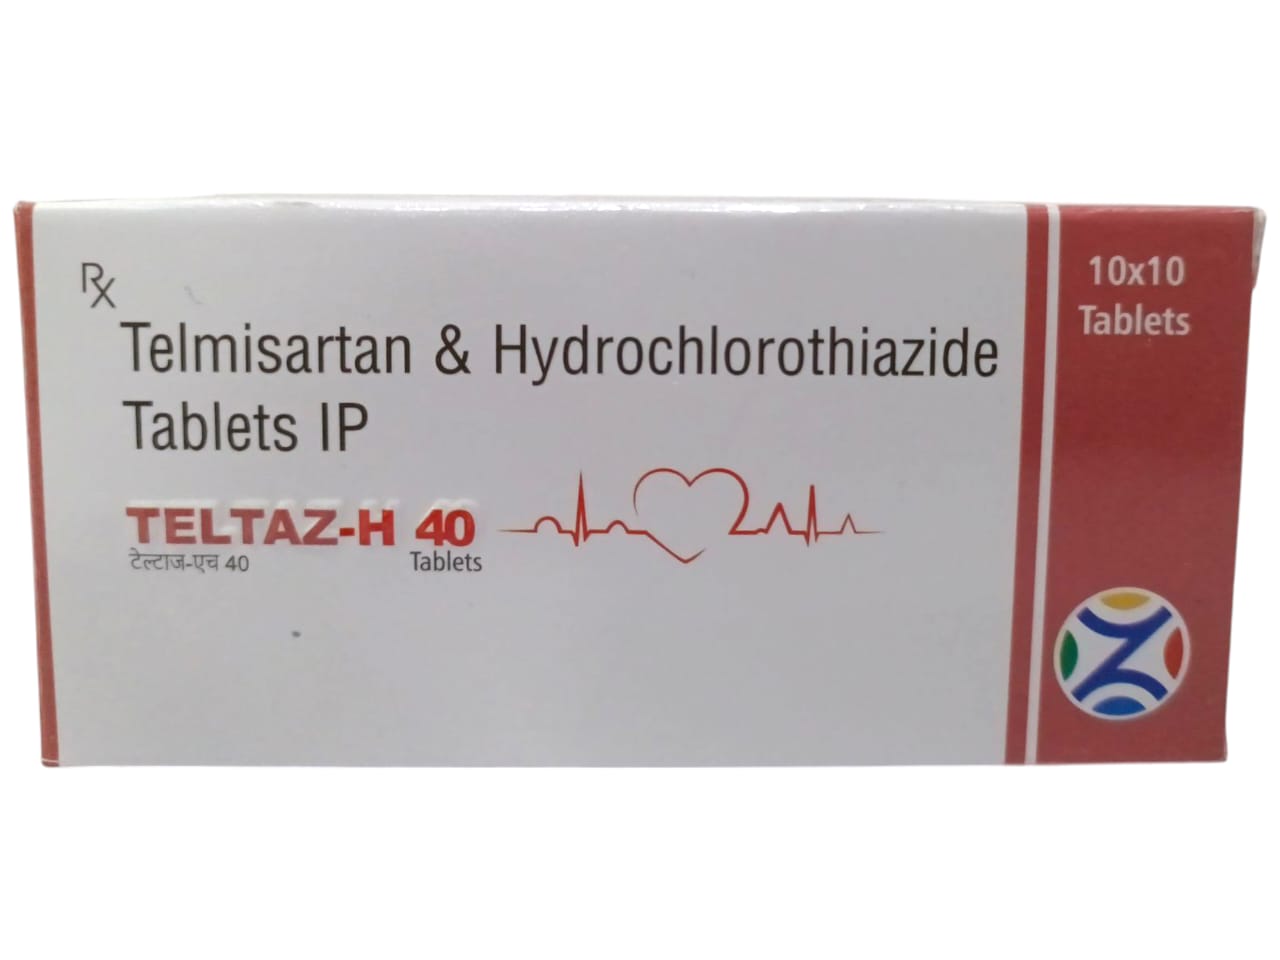 Rx
Telmisartan & Hydrochlorothiazide
Tablets IP
TELTAZ-H 40
टेल्टाज-एच 40
Tablets
10x10
Tablets